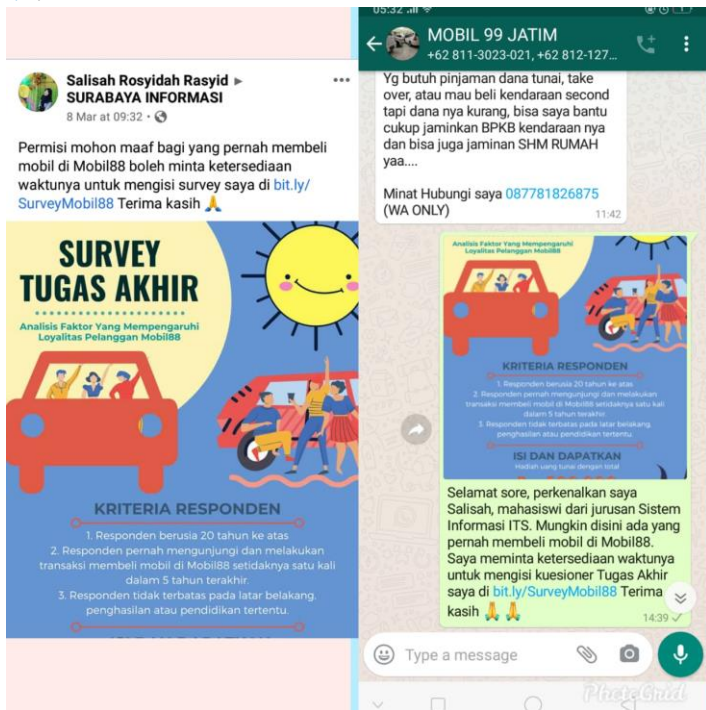 Salisah Rosyidah Rasyid ▸
SURABAYA INFORMASI
8 Mar at 09:32 ·
Permisi mohon maaf bagi yang pernah membeli
mobil di Mobil88 boleh minta ketersediaan
waktunya untuk mengisi survey saya di bit.ly/
SurveyMobil88 Terima kasih 🙏
SURVEY
TUGAS AKHIR
Analisis Faktor Yang Mempengaruhi
Loyalitas Pelanggan Mobil88
KRITERIA RESPONDEN
1. Responden berusia 20 tahun ke atas
2. Responden pernah mengunjungi dan melakukan
transaksi membeli mobil di Mobil88 setidaknya satu kali
dalam 5 tahun terakhir.
3. Responden tidak terbatas pada latar belakang,
penghasilan atau pendidikan tertentu.
05:32
MOBIL 99 JATIM
+62 811-3023-021, +62 812-127...
Yg butuh pinjaman dana tunai, take
over, atau mau beli kendaraan second
tapi dana nya kurang, bisa saya bantu
cukup jaminkan BPKB kendaraan nya
dan bisa juga jaminan SHM RUMAH
yaa....
Minat Hubungi saya 087781826875
(WA ONLY)
11:42
Analisis Faktor Yang Mempengaruhi
Loyalitas Pelanggan Mobil88
KRITERIA RESPONDEN
1. Responden berusia 20 tahun ke atas
2. Responden pernah mengunjungi dan melakukan
transaksi membeli mobil di Mobil88 setidaknya satu kali
dalam 5 tahun terakhir.
3. Responden tidak terbatas pada latar belakang,
penghasilan atau pendidikan tertentu.
ISI DAN DAPATKAN
Hadiah uang tunai dengan total
Selamat sore, perkenalkan saya
Salisah, mahasiswi dari jurusan Sistem
Informasi ITS. Mungkin disini ada yang
pernah membeli mobil di Mobil88.
Saya meminta ketersediaan waktunya
untuk mengisi kuesioner Tugas Akhir
saya di bit.ly/SurveyMobil88 Terima
kasih 🙏 🙏
14:39
Type a message
PhotoGrid